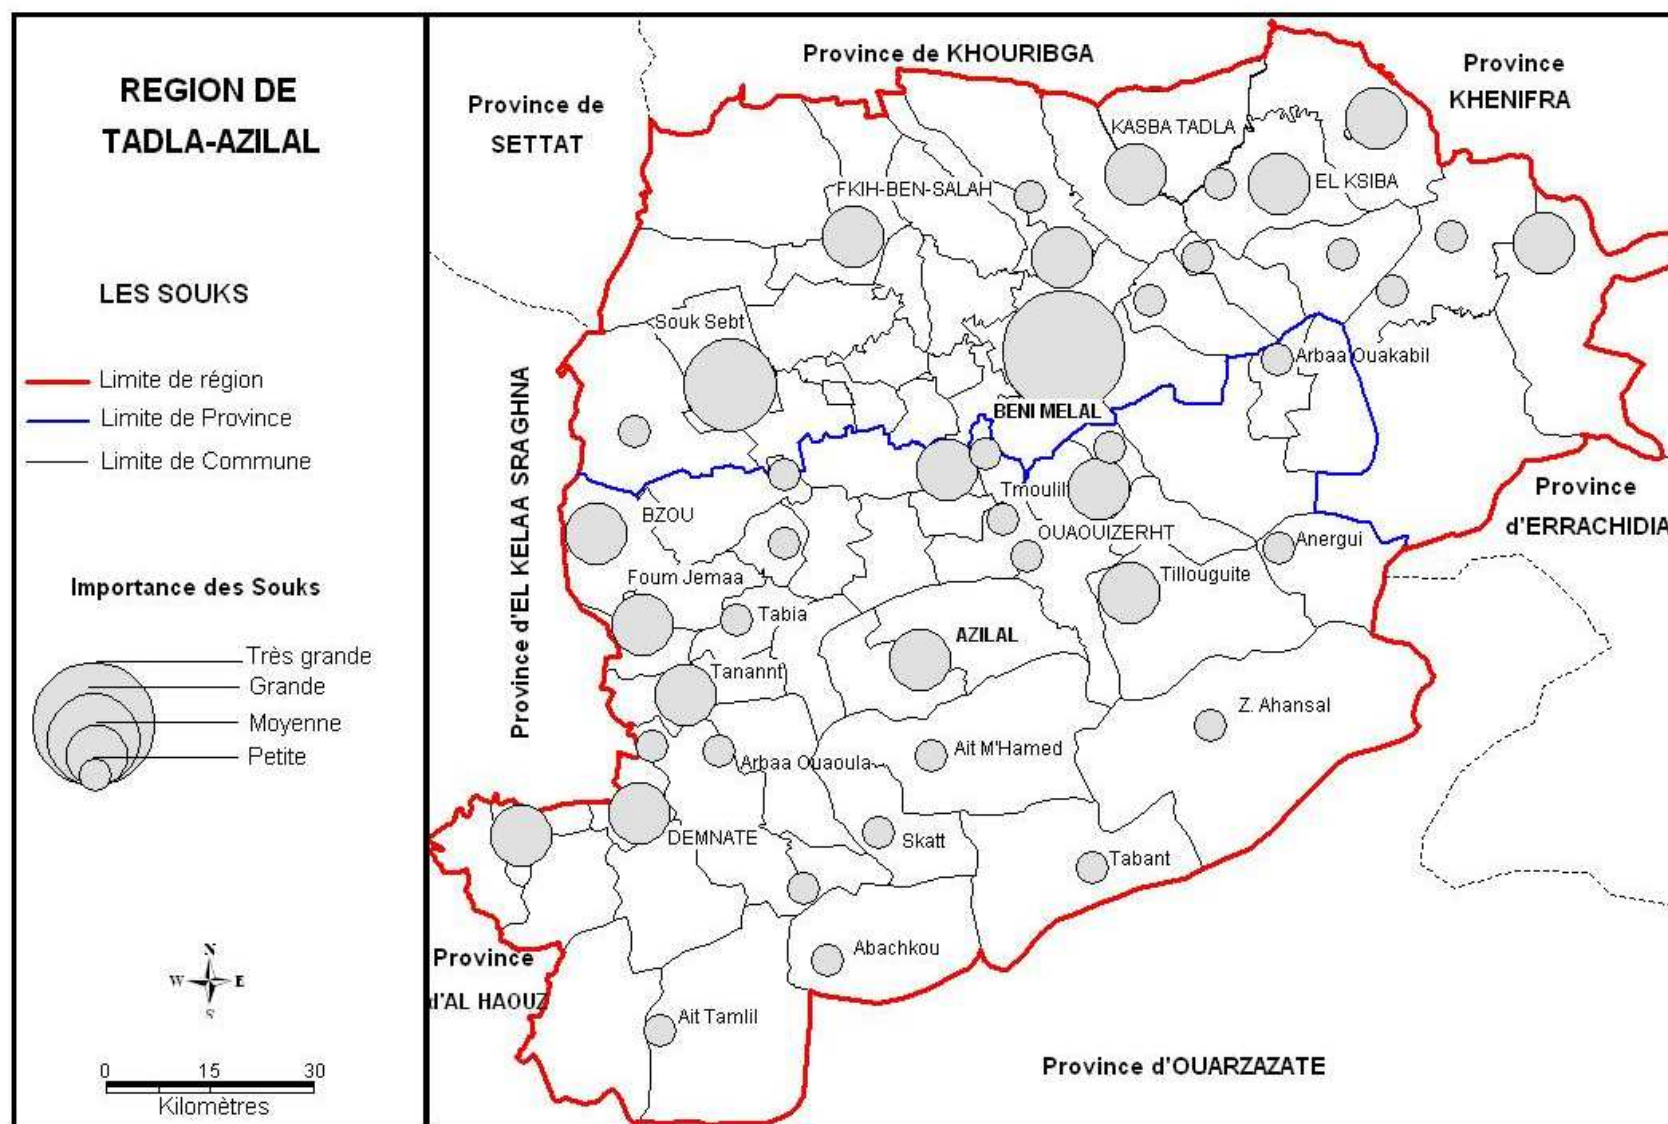 REGION DE
TADLA-AZILAL
LES SOUKS
Limite de région
Limite de Province
Limite de Commune
Importance des Souks
Très grande
Grande
Moyenne
Petite
N
W
E
S
0 15 30
Kilomètres
Province de KHOURIBGA
Province
KHENIFRA
Province de
SETTAT
KASBA TADLA
FKIH-BEN-SALAH
EL KSIBA
Souk Sebt
Arbaa Ouakabil
Province d'EL KELAA SRAGHNA
BENI MELAL
Tmoulilt
Province
d'ERRACHIDIA
BZOU
OUAOUIZERHT
Anergui
Foum Jemaa
Tillouguite
Tabia
AZILAL
Tanannt
Z. Ahansal
Arbaa Ouaoula
Ait M'Hamed
DEMNATE
Skatt
Tabant
Abachkou
Province
d'AL HAOUZ
Ait Tamlil
Province d'OUARZAZATE